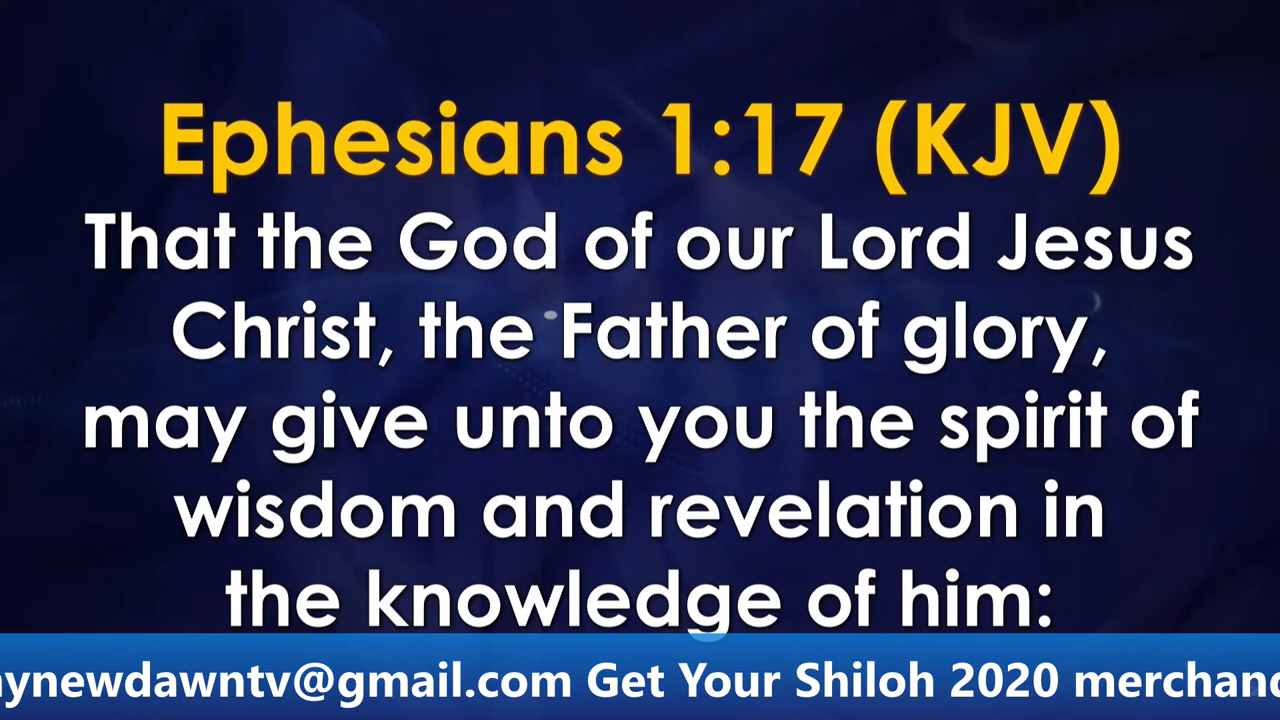 Ephesians 1:17 (KJV)
That the God of our Lord Jesus
Christ, the Father of glory,
may give unto you the spirit of
wisdom and revelation in
the knowledge of him:
ynewdawntv@gmail.com Get Your Shiloh 2020